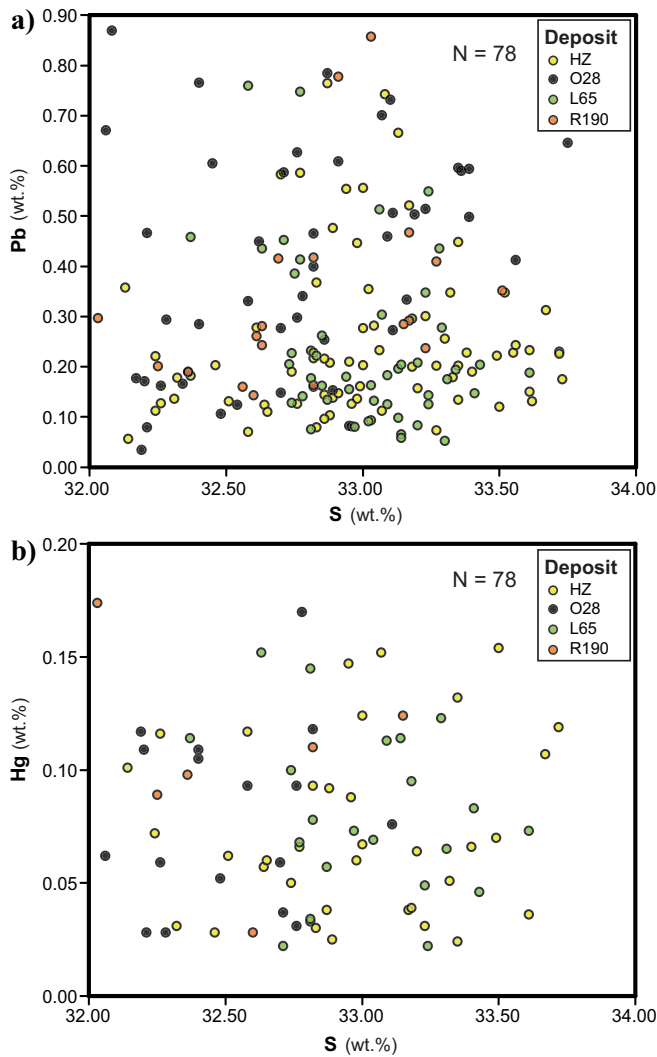 a)
0.90
0.80
0.70
0.60
0.50
0.40
0.30
0.20
0.10
0.00
Pb (wt.%)
N = 78
Deposit
HZ
O28
L65
R190
32.00 32.50 33.00 33.50 34.00
S (wt.%)
b)
0.20
0.15
0.10
0.05
0.00
Hg (wt.%)
N = 78
Deposit
HZ
O28
L65
R190
32.00 32.50 33.00 33.50 34.00
S (wt.%)